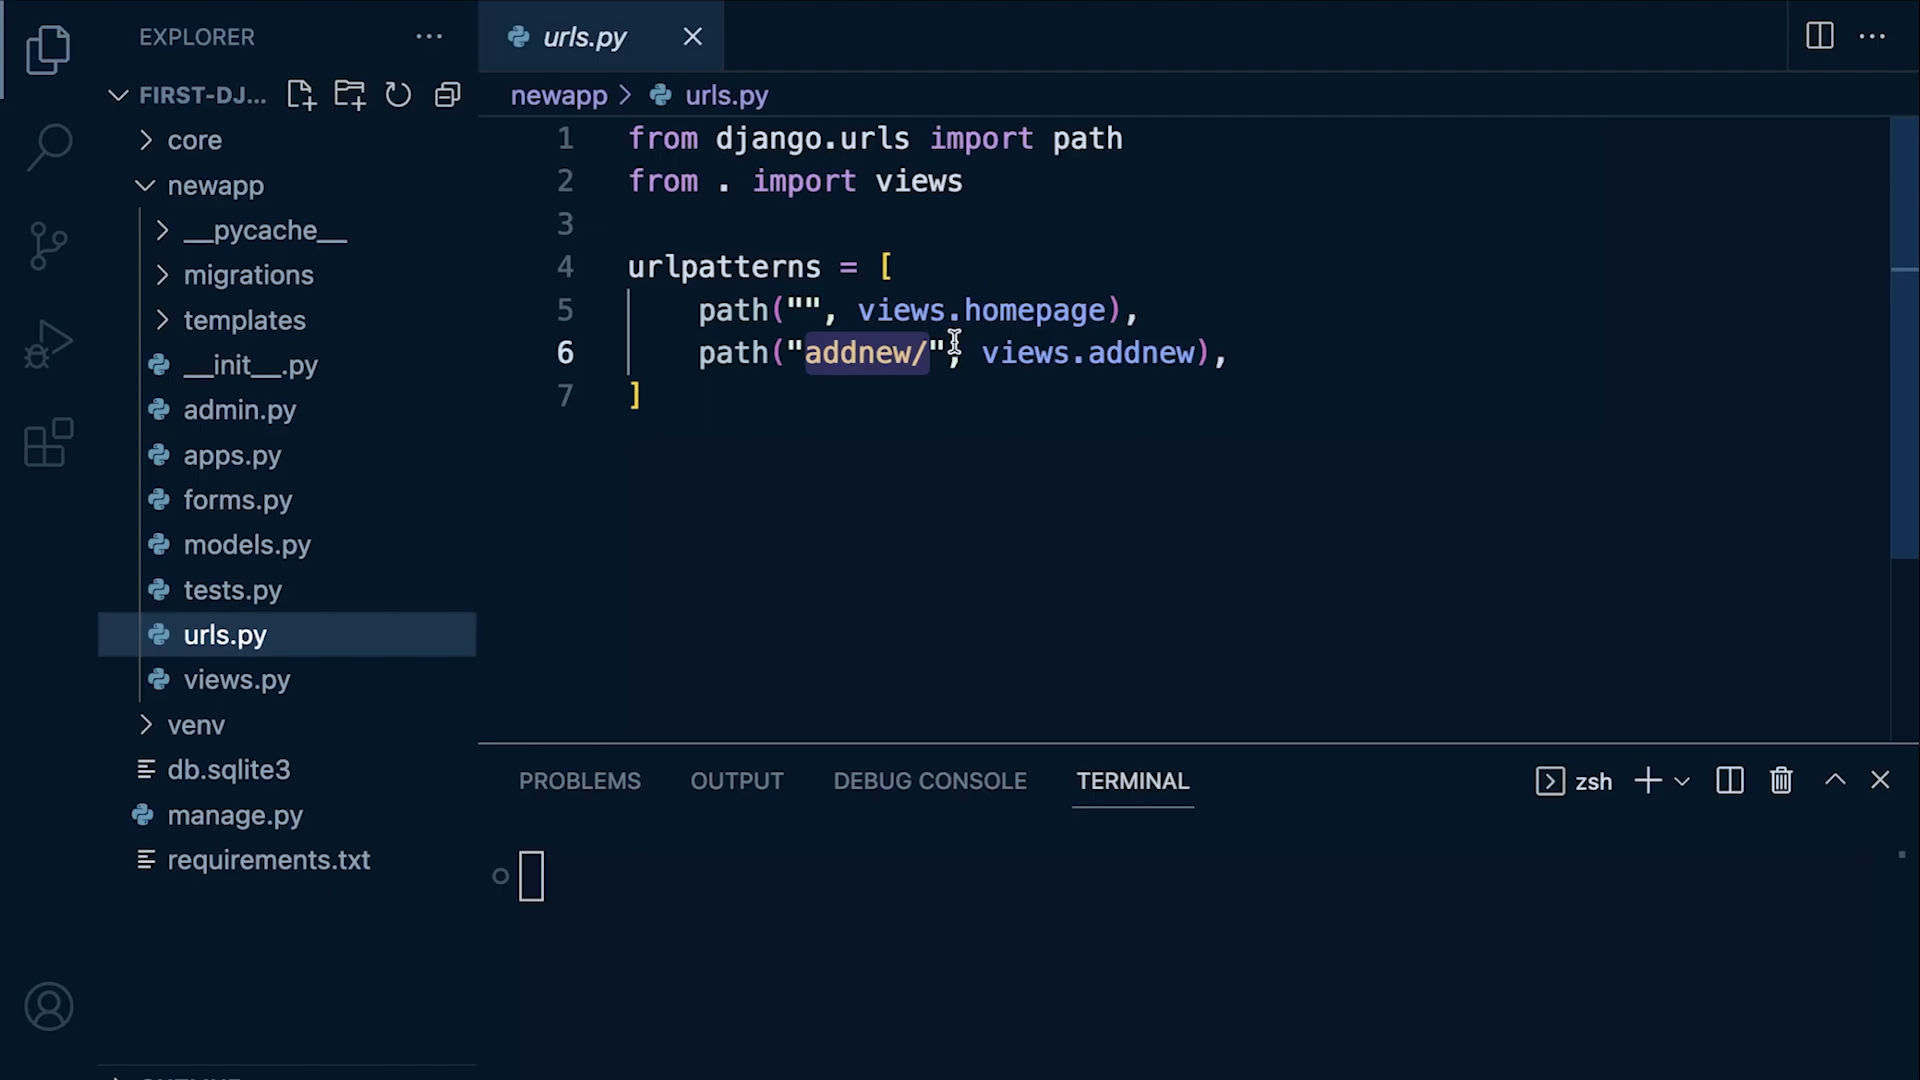 EXPLORER
FIRST-DJ...
core
newapp
__pycache__
migrations
templates
__init__.py
admin.py
apps.py
forms.py
models.py
tests.py
urls.py
views.py
venv
db.sqlite3
manage.py
requirements.txt
urls.py
newapp > urls.py
1 from django.urls import path
2 from . import views
3
4 urlpatterns = [
5 path("", views.homepage),
6 path("addnew/", views.addnew),
7 ]
PROBLEMS OUTPUT DEBUG CONSOLE TERMINAL zsh